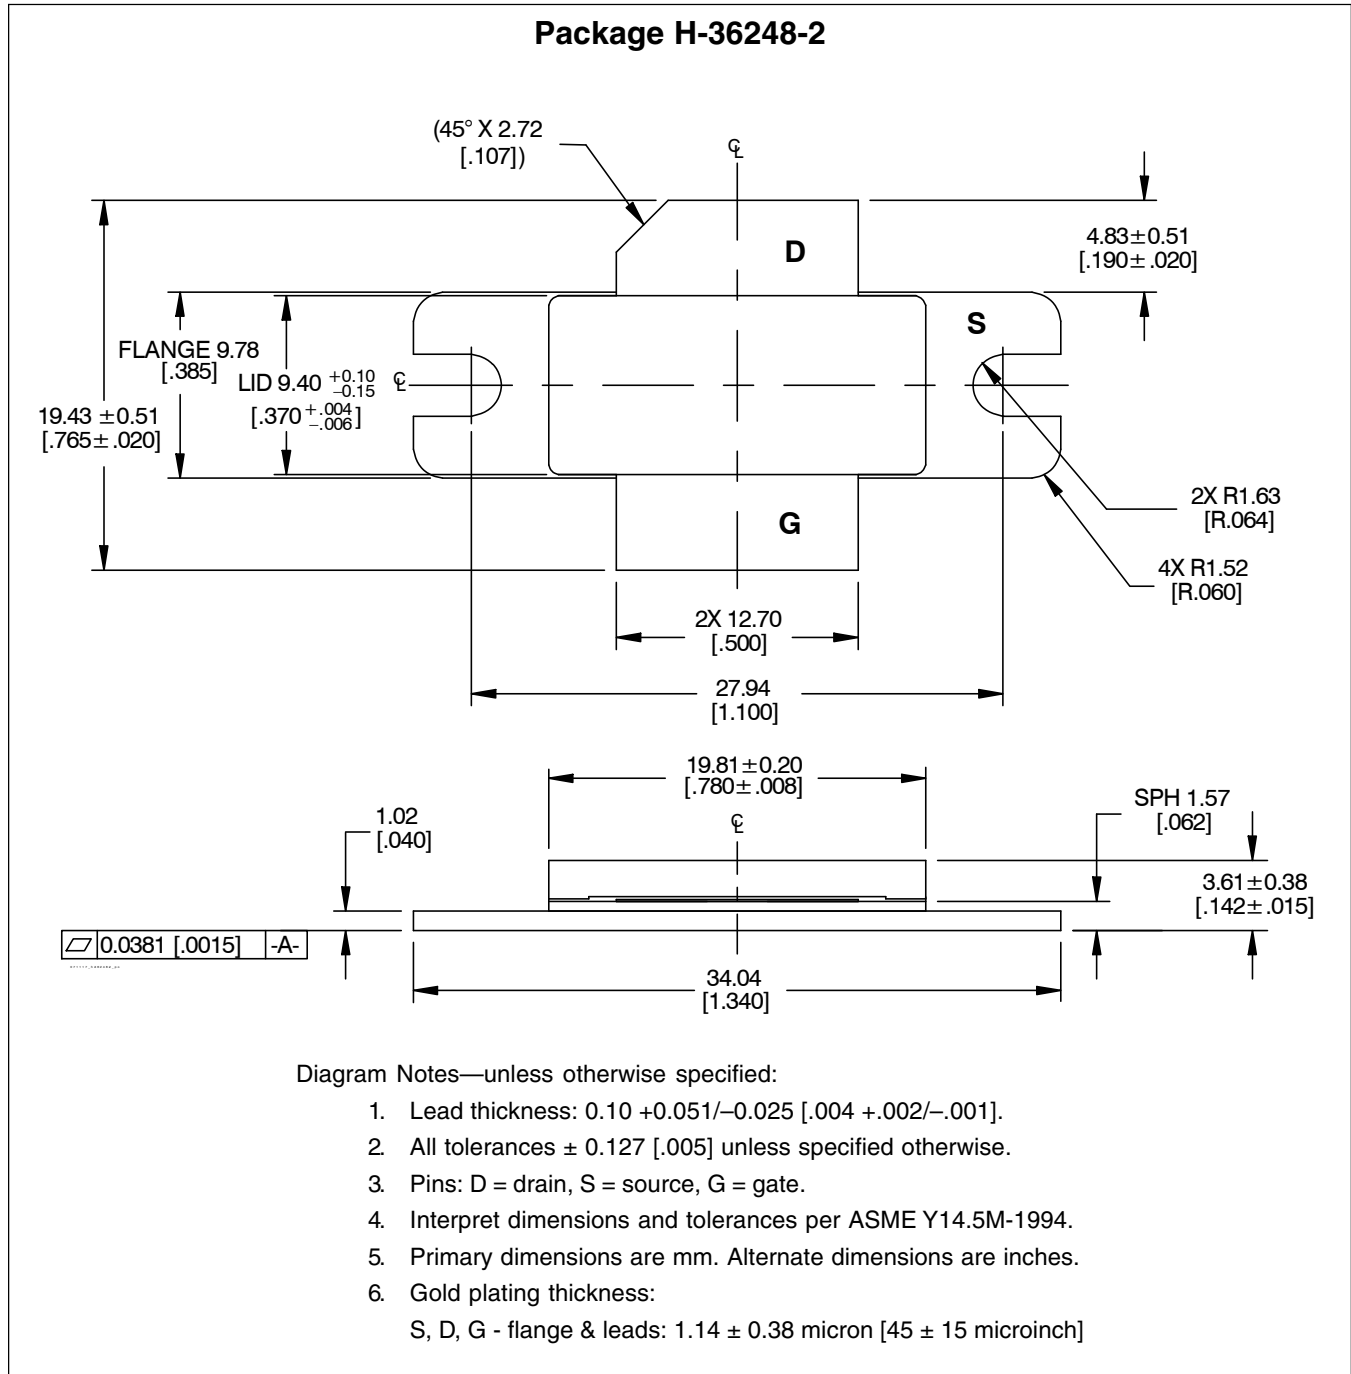 Package H-36248-2
(45° X 2.72
[.107])
C̵L
D
4.83±0.51
[.190±.020]
S
FLANGE 9.78
[.385]
LID 9.40 +0.10
–0.15
℄
[.370 +.004
–.006]
19.43 ±0.51
[.765±.020]
2X R1.63
[R.064]
G
4X R1.52
[R.060]
2X 12.70
[.500]
27.94
[1.100]
19.81±0.20
[.780±.008]
℄
SPH 1.57
[.062]
1.02
[.040]
3.61±0.38
[.142±.015]
0.0381 [.0015] -A-
34.04
[1.340]
Diagram Notes—unless otherwise specified:
1. Lead thickness: 0.10 +0.051/–0.025 [.004 +.002/–.001].
2. All tolerances ± 0.127 [.005] unless specified otherwise.
3. Pins: D = drain, S = source, G = gate.
4. Interpret dimensions and tolerances per ASME Y14.5M-1994.
5. Primary dimensions are mm. Alternate dimensions are inches.
6. Gold plating thickness:
S, D, G - flange & leads: 1.14 ± 0.38 micron [45 ± 15 microinch]